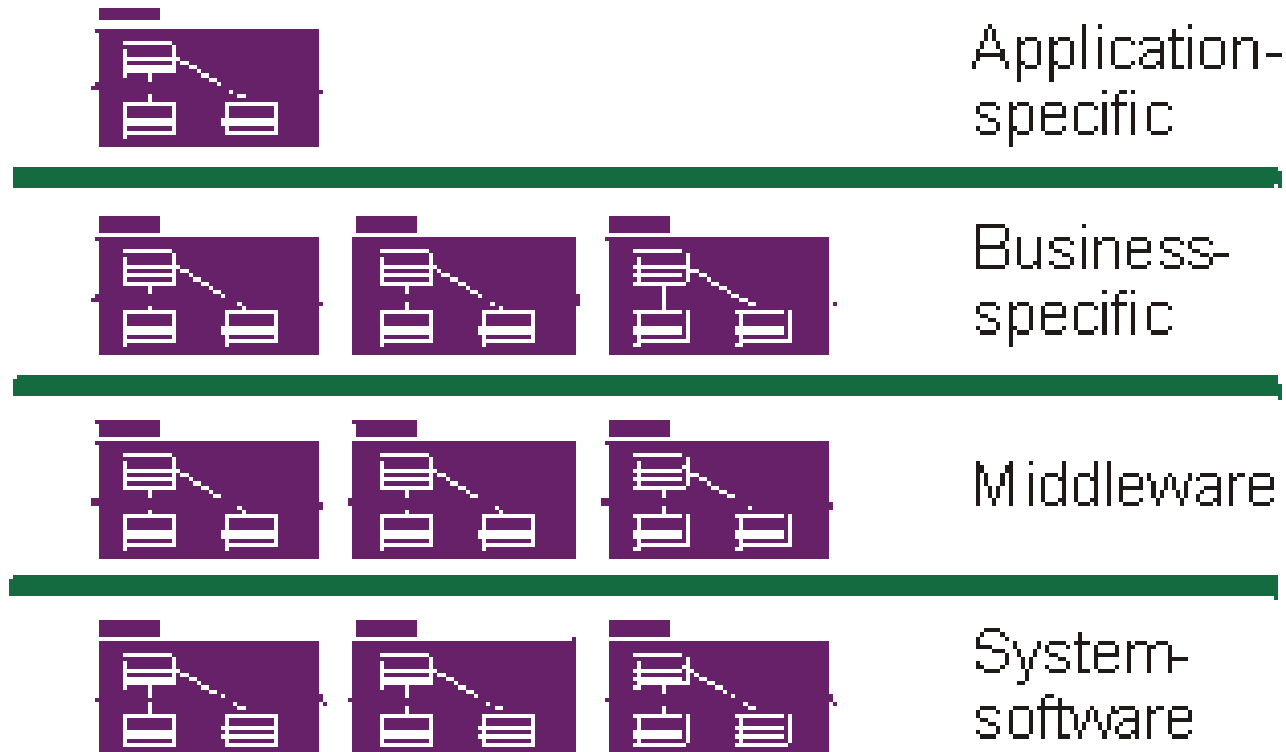 Application-
specific
Business-
specific
Middleware
System-
software